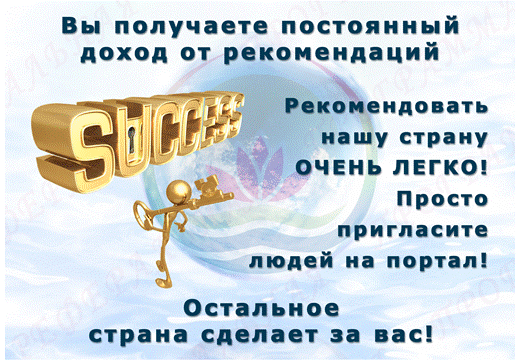 Вы получаете постоянный
доход от рекомендаций
SUCCESS
Рекомендовать
нашу страну
ОЧЕНЬ ЛЕГКО!
Просто
пригласите
людей на портал!
Остальное
страна сделает за вас!